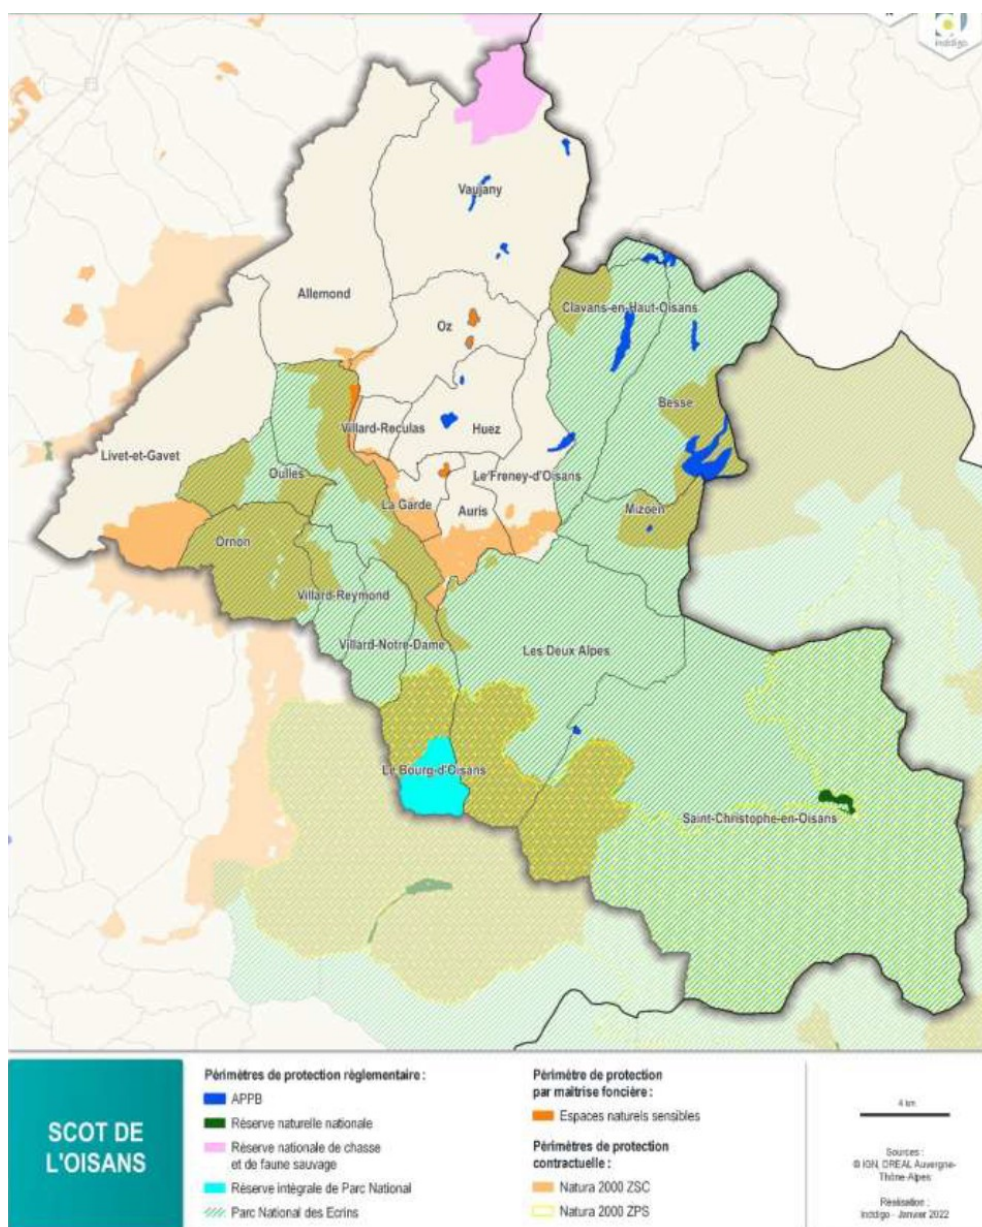 inddigo
Vaujany
Allemond
Clavans-en-Haut-Oisans
Oz
Besse
Villard-Reculas
Huez
Livet-et-Gavet
Oulles
Le Freney-d'Oisans
La Garde
Auris
Mizoën
Ornon
Villard-Reymond
Villard-Notre-Dame
Les Deux Alpes
Le Bourg-d'Oisans
Saint-Christophe-en-Oisans
SCOT DE
L'OISANS
Périmètres de protection règlementaire :
APPB
Réserve naturelle nationale
Réserve nationale de chasse
et de faune sauvage
Réserve intégrale de Parc National
Parc National des Ecrins
Périmètre de protection
par maîtrise foncière :
Espaces naturels sensibles
Périmètres de protection
contractuelle :
Natura 2000 ZSC
Natura 2000 ZPS
4 km
Sources :
© IGN, DREAL Auvergne-
Rhône-Alpes
Réalisation :
Inddigo - Janvier 2022